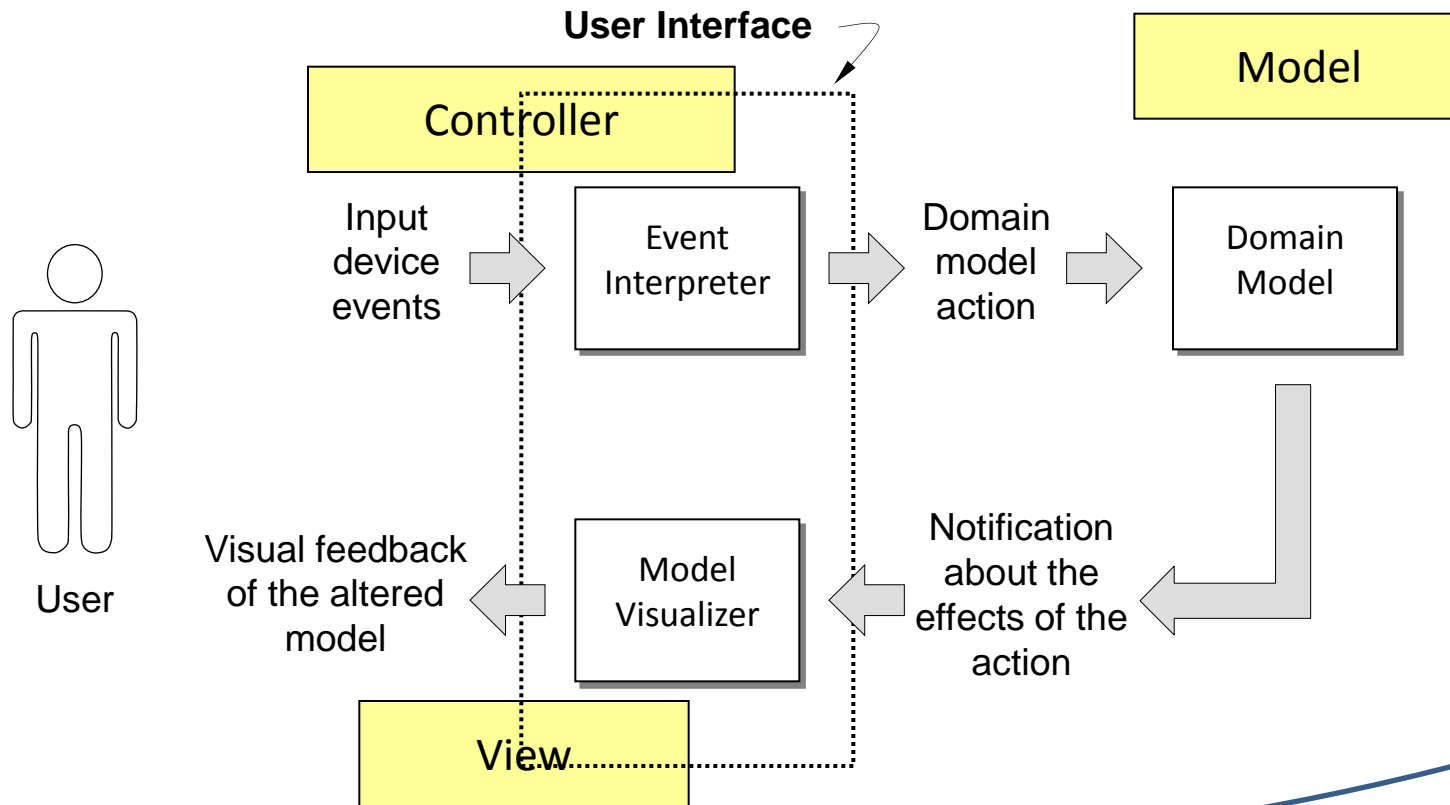 User Interface
Controller
Model
Input
device
events
Event
Interpreter
Domain
model
action
Domain
Model
User
Visual feedback
of the altered
model
Model
Visualizer
Notification
about the
effects of the
action
View